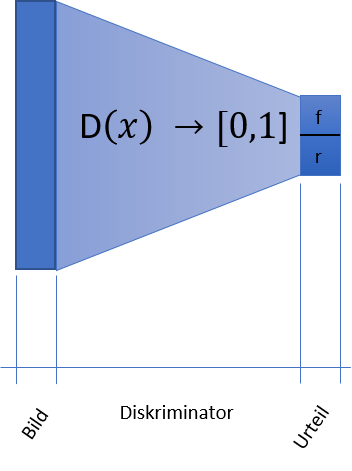 D(x) → [0,1]
f
r
Bild
Diskriminator
Urteil